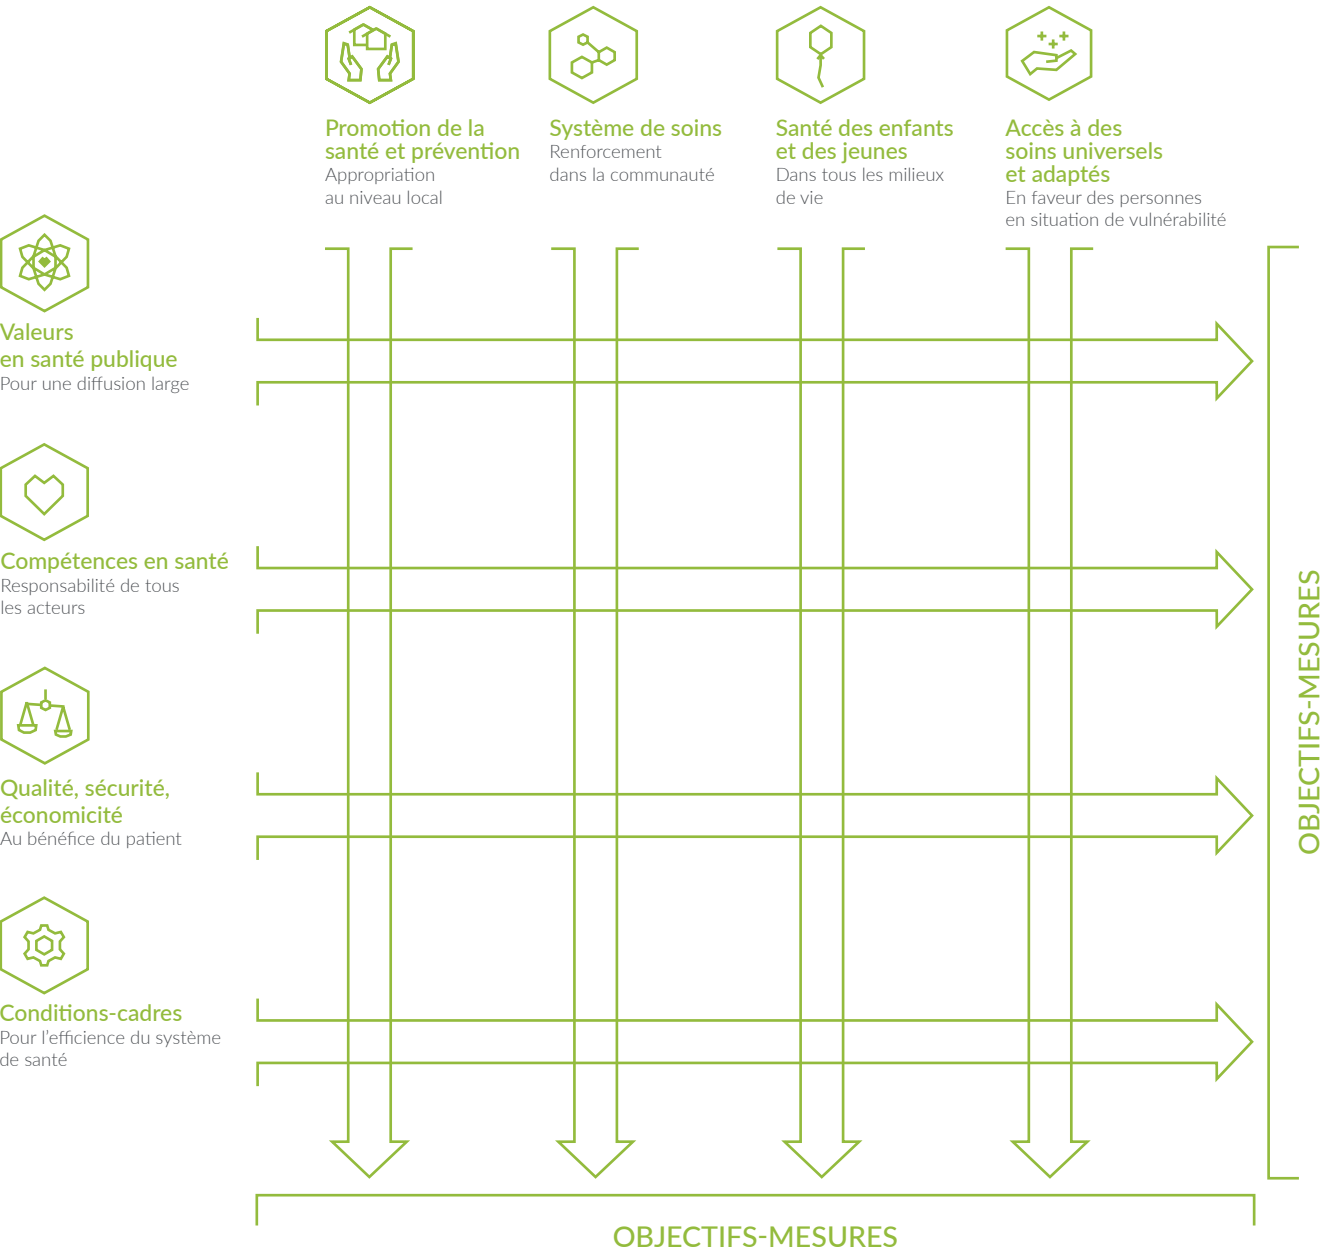 Promotion de la
santé et prévention
Appropriation
au niveau local
Système de soins
Renforcement
dans la communauté
Santé des enfants
et des jeunes
Dans tous les milieux
de vie
Accès à des
soins universels
et adaptés
En faveur des personnes
en situation de vulnérabilité
Valeurs
en santé publique
Pour une diffusion large
Compétences en santé
Responsabilité de tous
les acteurs
Qualité, sécurité,
économicité
Au bénéfice du patient
Conditions-cadres
Pour l’efficience du système
de santé
OBJECTIFS-MESURES
OBJECTIFS-MESURES